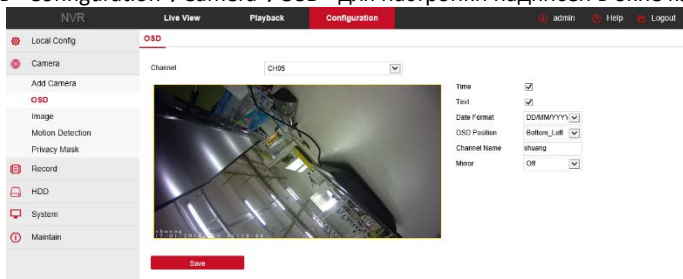 Configuration → Camera → OSD
для настройки надписей в окне
NVR Live View Playback Configuration admin Help Logout
Local Config OSD
Camera
Channel CH05
Add Camera
Time
OSD
Text
Image
Date Format DD/MM/YYYY
Motion Detection
OSD Position Bottom_Left
Privacy Mask
Channel Name shuang
Record
Mirror Off
HDD
System
Maintain
shuang
Save